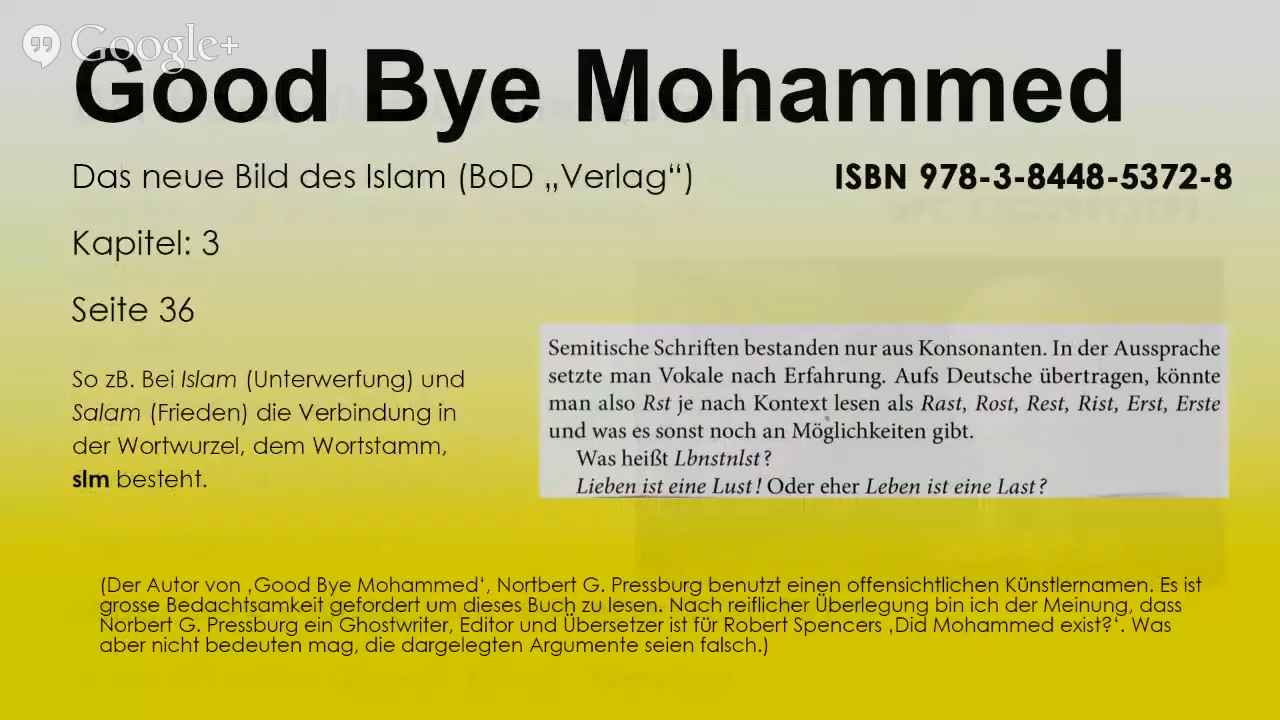 Google+
Good Bye Mohammed
Das neue Bild des Islam (BoD „Verlag“) ISBN 978-3-8448-5372-8
Kapitel: 3
Seite 36
So zB. Bei Islam (Unterwerfung) und
Salam (Frieden) die Verbindung in
der Wortwurzel, dem Wortstamm,
slm besteht.
Semitische Schriften bestanden nur aus Konsonanten. In der Aussprache
setzte man Vokale nach Erfahrung. Aufs Deutsche übertragen, könnte
man also Rst je nach Kontext lesen als Rast, Rost, Rest, Rist, Erst, Erste
und was es sonst noch an Möglichkeiten gibt.
Was heißt Lbnstnlst?
Lieben ist eine Lust! Oder eher Leben ist eine Last?
(Der Autor von ‚Good Bye Mohammed‘, Nortbert G. Pressburg benutzt einen offensichtlichen Künstlernamen. Es ist
grosse Bedachtsamkeit gefordert um dieses Buch zu lesen. Nach reiflicher Überlegung bin ich der Meinung, dass
Norbert G. Pressburg ein Ghostwriter, Editor und Übersetzer ist für Robert Spencers ‚Did Mohammed exist?‘. Was
aber nicht bedeuten mag, die dargelegten Argumente seien falsch.)